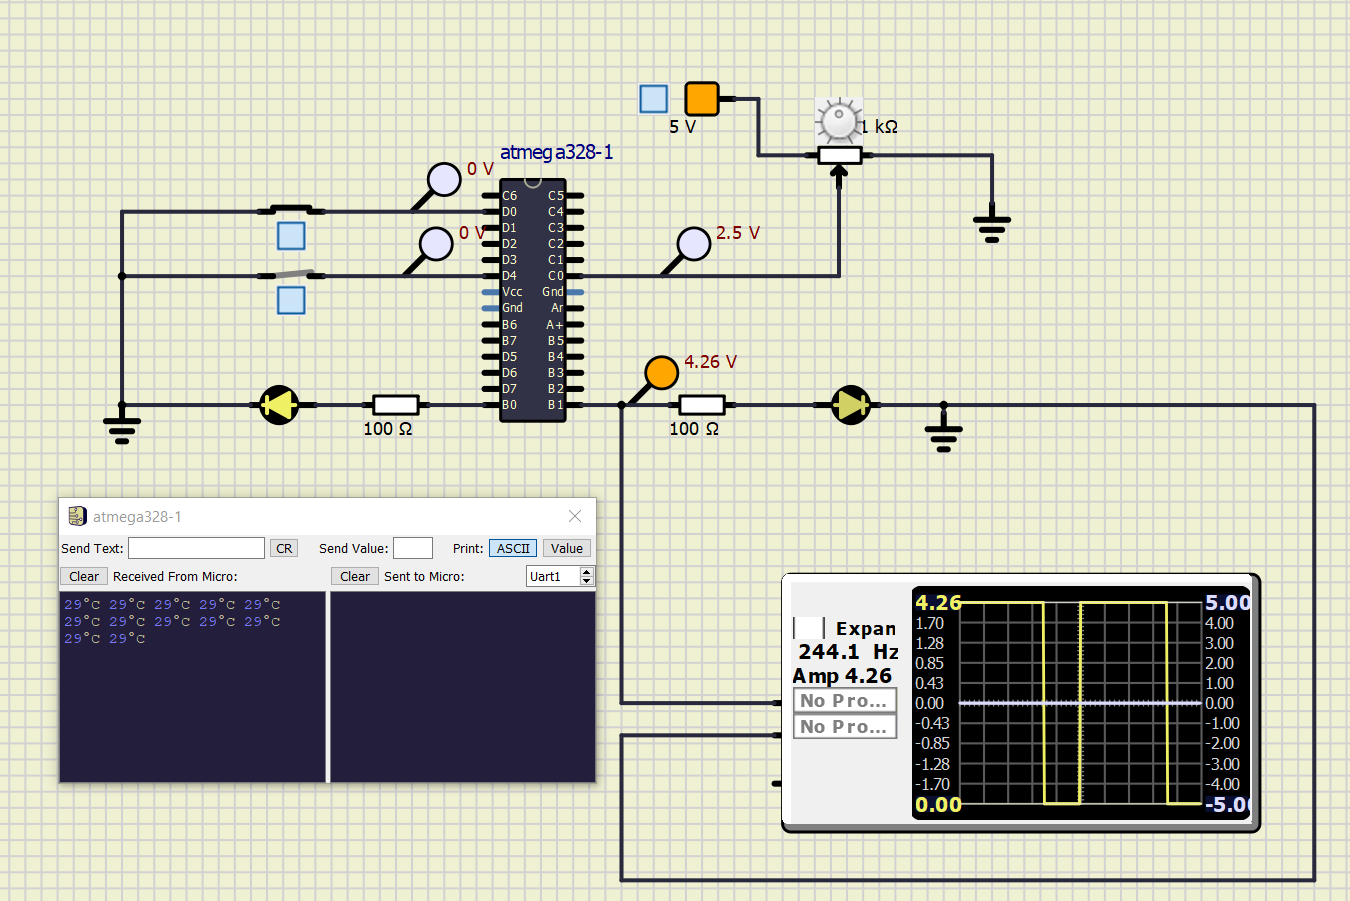 5 V
1 kΩ
atmega328-1
0 V
0 V
2.5 V
4.26 V
C6 C5
D0 C4
D1 C3
D2 C2
D3 C1
D4 C0
Vcc Gnd
Gnd Ar
B6 A+
B7 B5
D5 B4
D6 B3
D7 B2
B0 B1
100 Ω
100 Ω
atmega328-1
Send Text: CR Send Value: Print: ASCII Value
Clear Received From Micro: Clear Sent to Micro: Uart1
29°C 29°C 29°C 29°C 29°C
29°C 29°C 29°C 29°C 29°C
29°C 29°C
Expan
244.1 Hz
Amp 4.26
No Pro...
No Pro...
4.26 5.00
1.70 4.00
1.28 3.00
0.85 2.00
0.43 1.00
0.00 0.00
-0.43 -1.00
-0.85 -2.00
-1.28 -3.00
-1.70 -4.00
0.00 -5.00